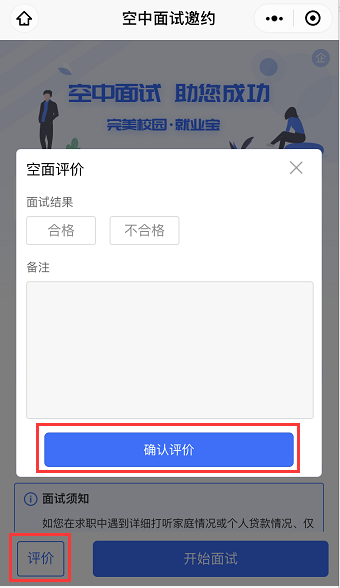 空中面试邀约
企
空中面试 助您成功
完美校园·就业宝
空面评价
面试结果
合格 不合格
备注
确认评价
面试须知
如您在求职中遇到详细打听家庭情况或个人贷款情况、仅
评价 开始面试